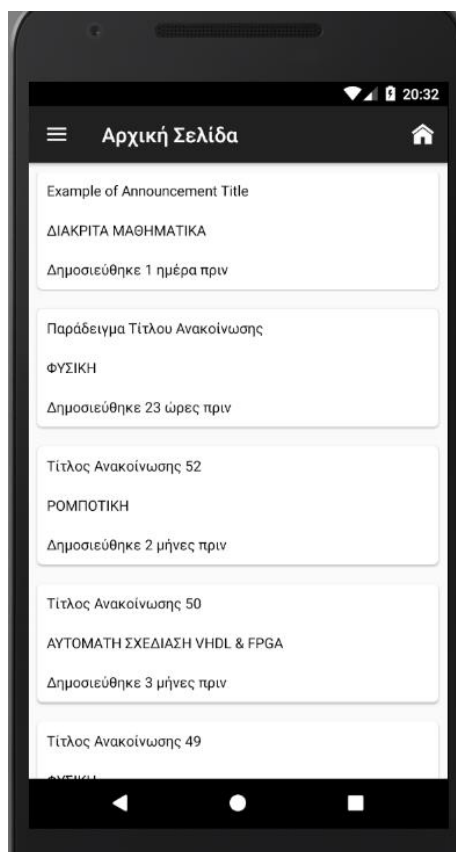 20:32
Αρχική Σελίδα
Example of Announcement Title
ΔΙΑΚΡΙΤΑ ΜΑΘΗΜΑΤΙΚΑ
Δημοσιεύθηκε 1 ημέρα πριν
Παράδειγμα Τίτλου Ανακοίνωσης
ΦΥΣΙΚΗ
Δημοσιεύθηκε 23 ώρες πριν
Τίτλος Ανακοίνωσης 52
ΡΟΜΠΟΤΙΚΗ
Δημοσιεύθηκε 2 μήνες πριν
Τίτλος Ανακοίνωσης 50
ΑΥΤΟΜΑΤΗ ΣΧΕΔΙΑΣΗ VHDL & FPGA
Δημοσιεύθηκε 3 μήνες πριν
Τίτλος Ανακοίνωσης 49